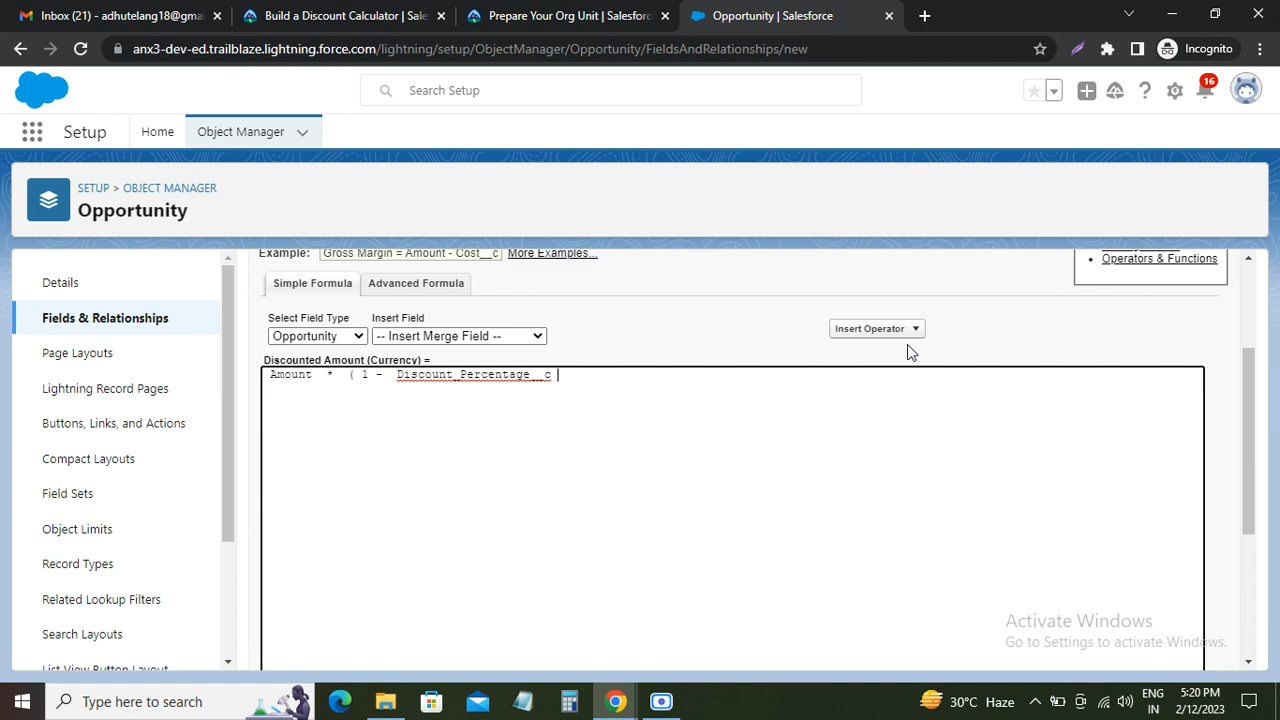 Inbox (21) - adhutelang18@gma
Build a Discount Calculator | Sale
Prepare Your Org Unit | Salesforc
Opportunity | Salesforce
anx3-dev-ed.trailblaze.lightning.force.com/lightning/setup/ObjectManager/Opportunity/FieldsAndRelationships/new
Incognito
Search Setup
16
Setup
Home
Object Manager
SETUP > OBJECT MANAGER
Opportunity
Details
Fields & Relationships
Page Layouts
Lightning Record Pages
Buttons, Links, and Actions
Compact Layouts
Field Sets
Object Limits
Record Types
Related Lookup Filters
Search Layouts
List View Button Layout
Example: Gross Margin = Amount - Cost__c More Examples...
Operators & Functions
Simple Formula
Advanced Formula
Select Field Type
Insert Field
Opportunity
-- Insert Merge Field --
Insert Operator
Discounted Amount (Currency) =
Amount * ( 1 - Discount_Percentage__c
Activate Windows
Go to Settings to activate Windows.
Type here to search
30°C Haze
ENG
IN
5:20 PM
2/12/2023